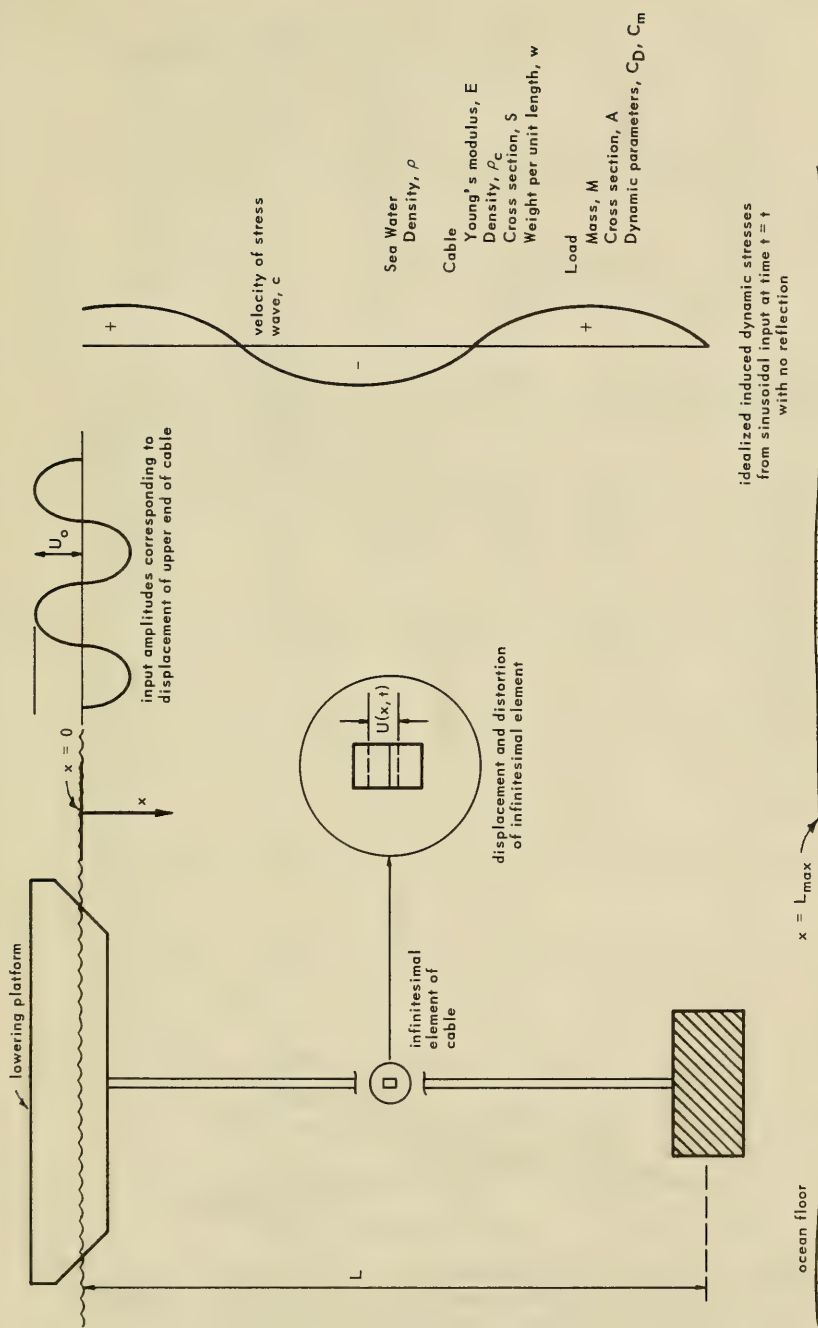 lowering platform
x = 0
x
U₀
input amplitudes corresponding to
displacement of upper end of cable
+
velocity of stress
wave, c
-
+
Sea Water
Density, ρ
Cable
Young's modulus, E
Density, ρc
Cross section, S
Weight per unit length, w
Load
Mass, M
Cross section, A
Dynamic parameters, CD, Cm
L
infinitesimal
element of
cable
U(x, t)
displacement and distortion
of infinitesimal element
idealized induced dynamic stresses
from sinusoidal input at time t = t
with no reflection
ocean floor
x = Lmax